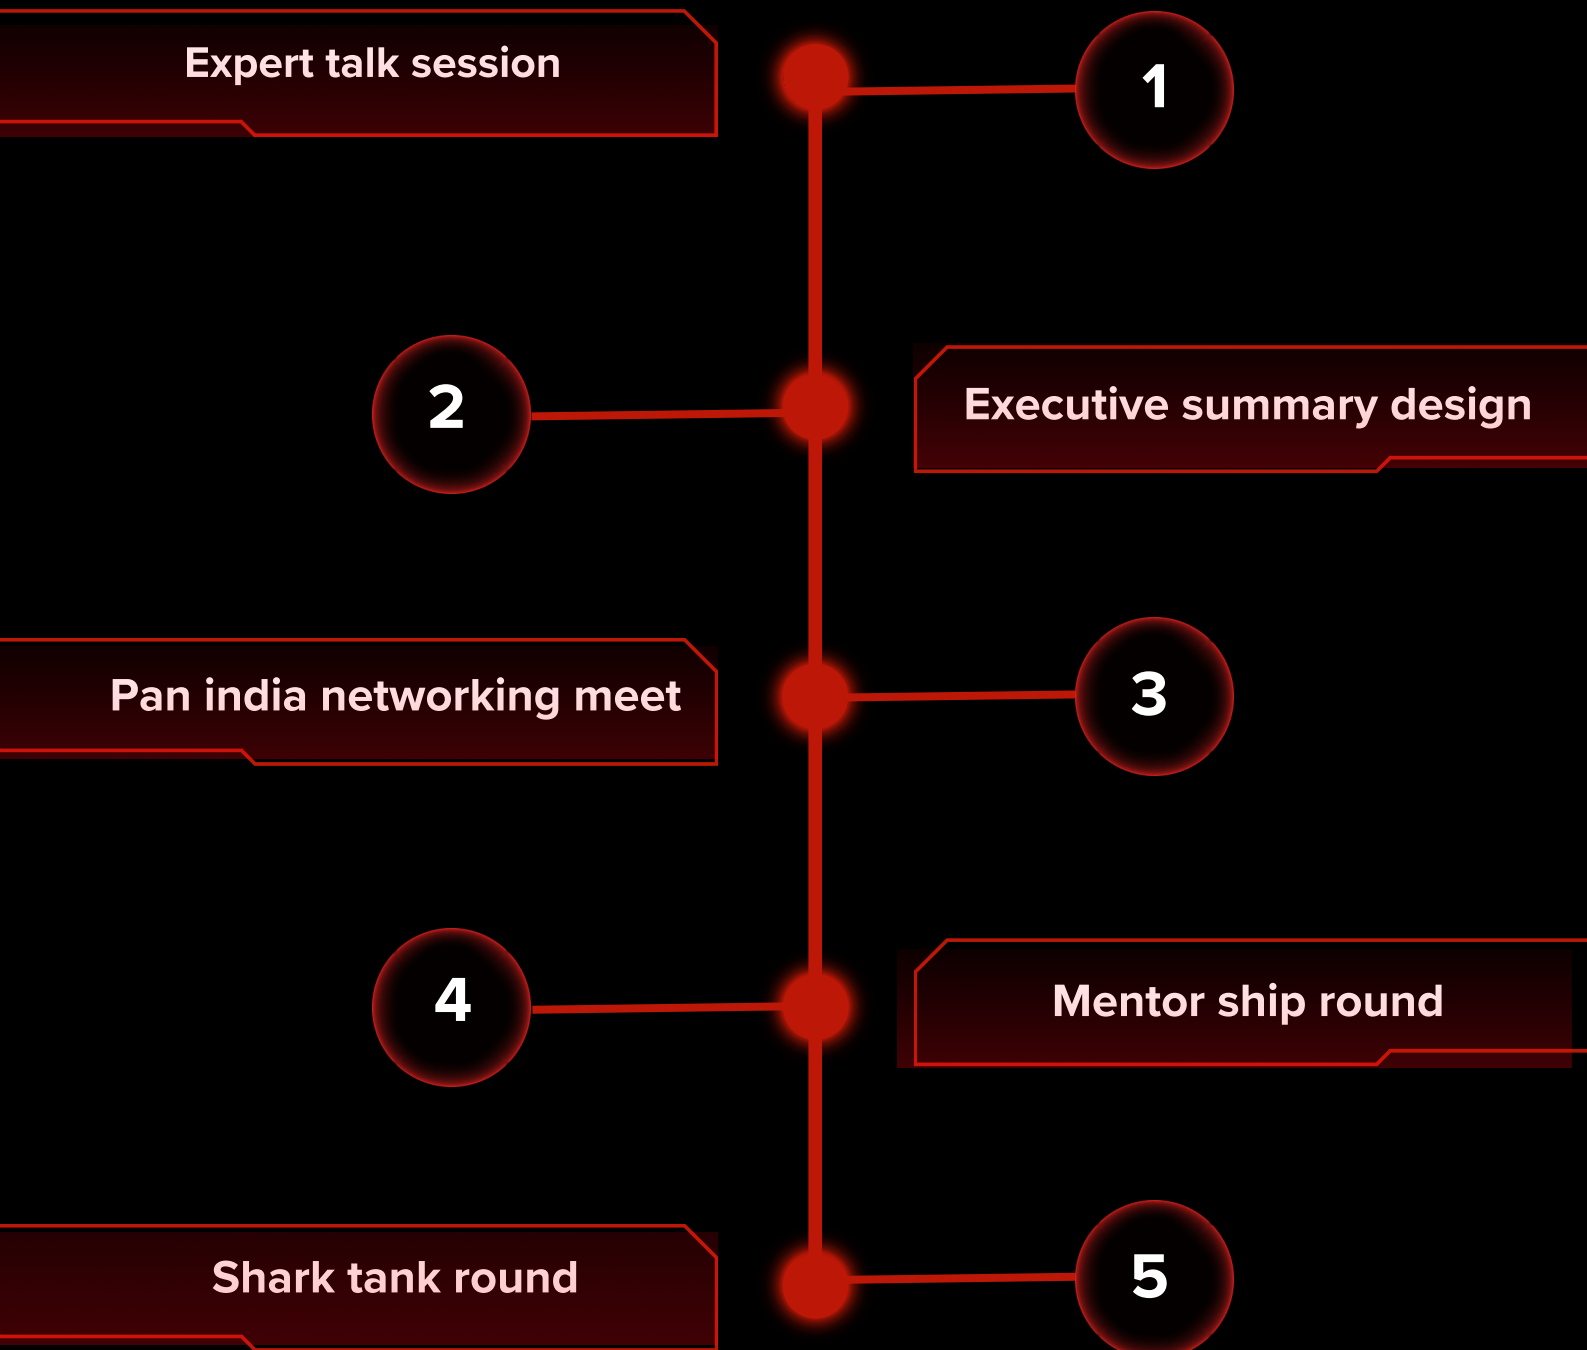 Expert talk session
1
2
Executive summary design
Pan india networking meet
3
4
Mentor ship round
Shark tank round
5